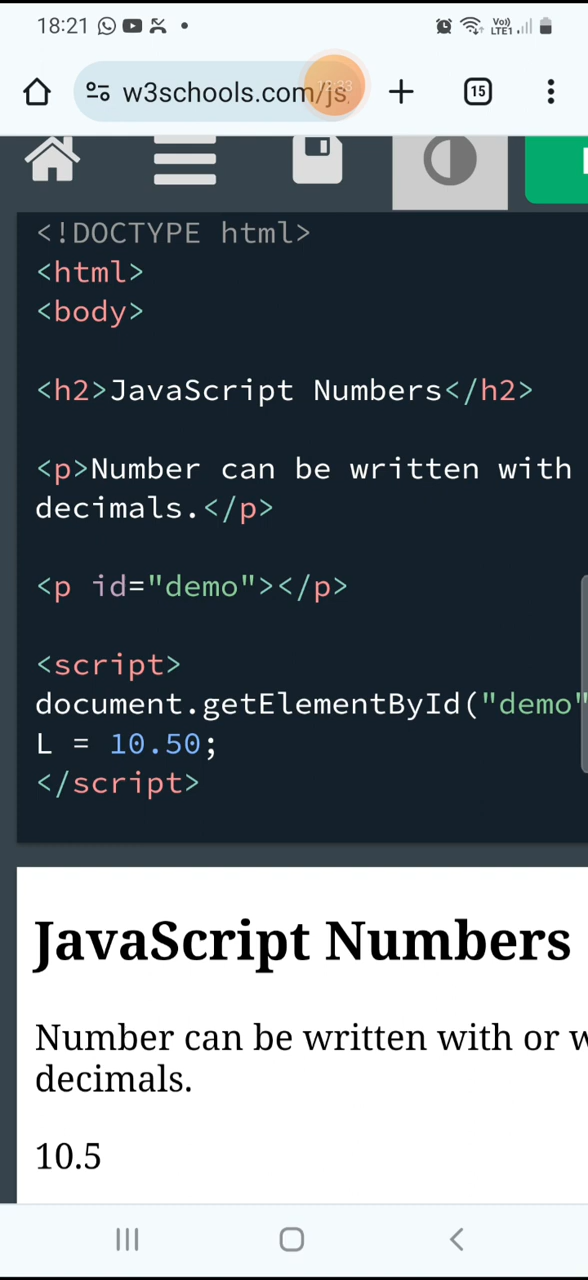 18:21
Vo)) LTE1
w3schools.com/js
15
<!DOCTYPE html>
<html>
<body>
<h2>JavaScript Numbers</h2>
<p>Number can be written with
decimals.</p>
<p id="demo"></p>
<script>
document.getElementById("demo"
L = 10.50;
</script>
JavaScript Numbers
Number can be written with or w
decimals.
10.5